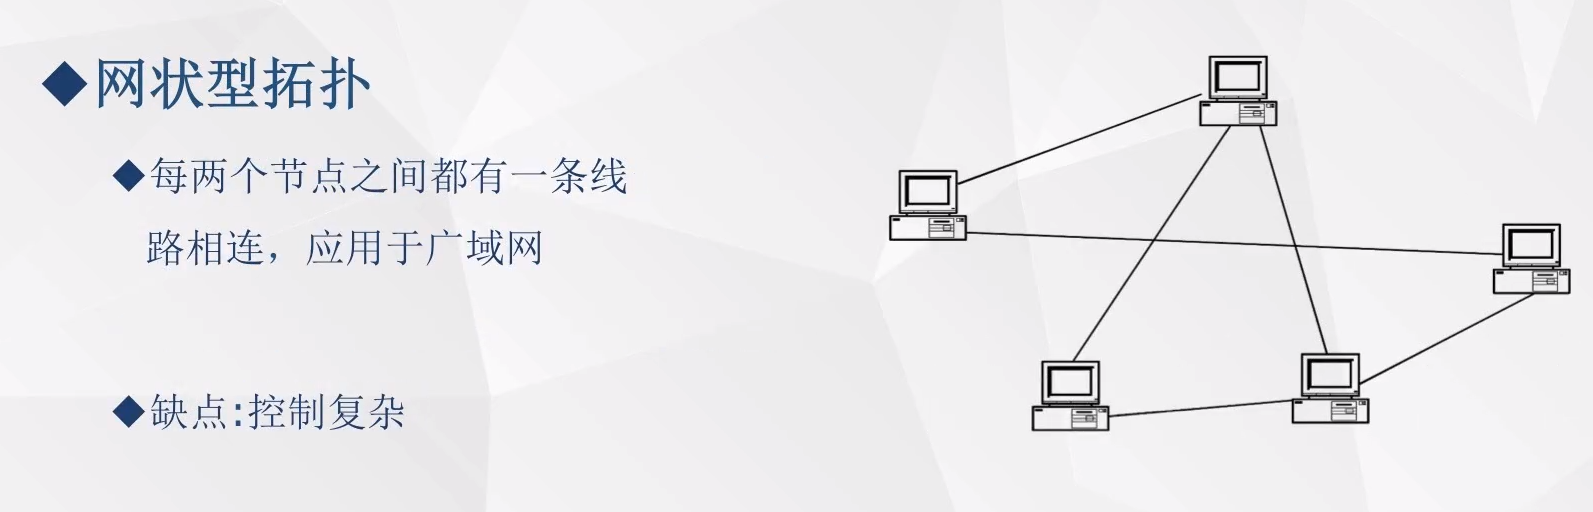 ◆网状型拓扑
◆每两个节点之间都有一条线
路相连，应用于广域网
◆缺点:控制复杂